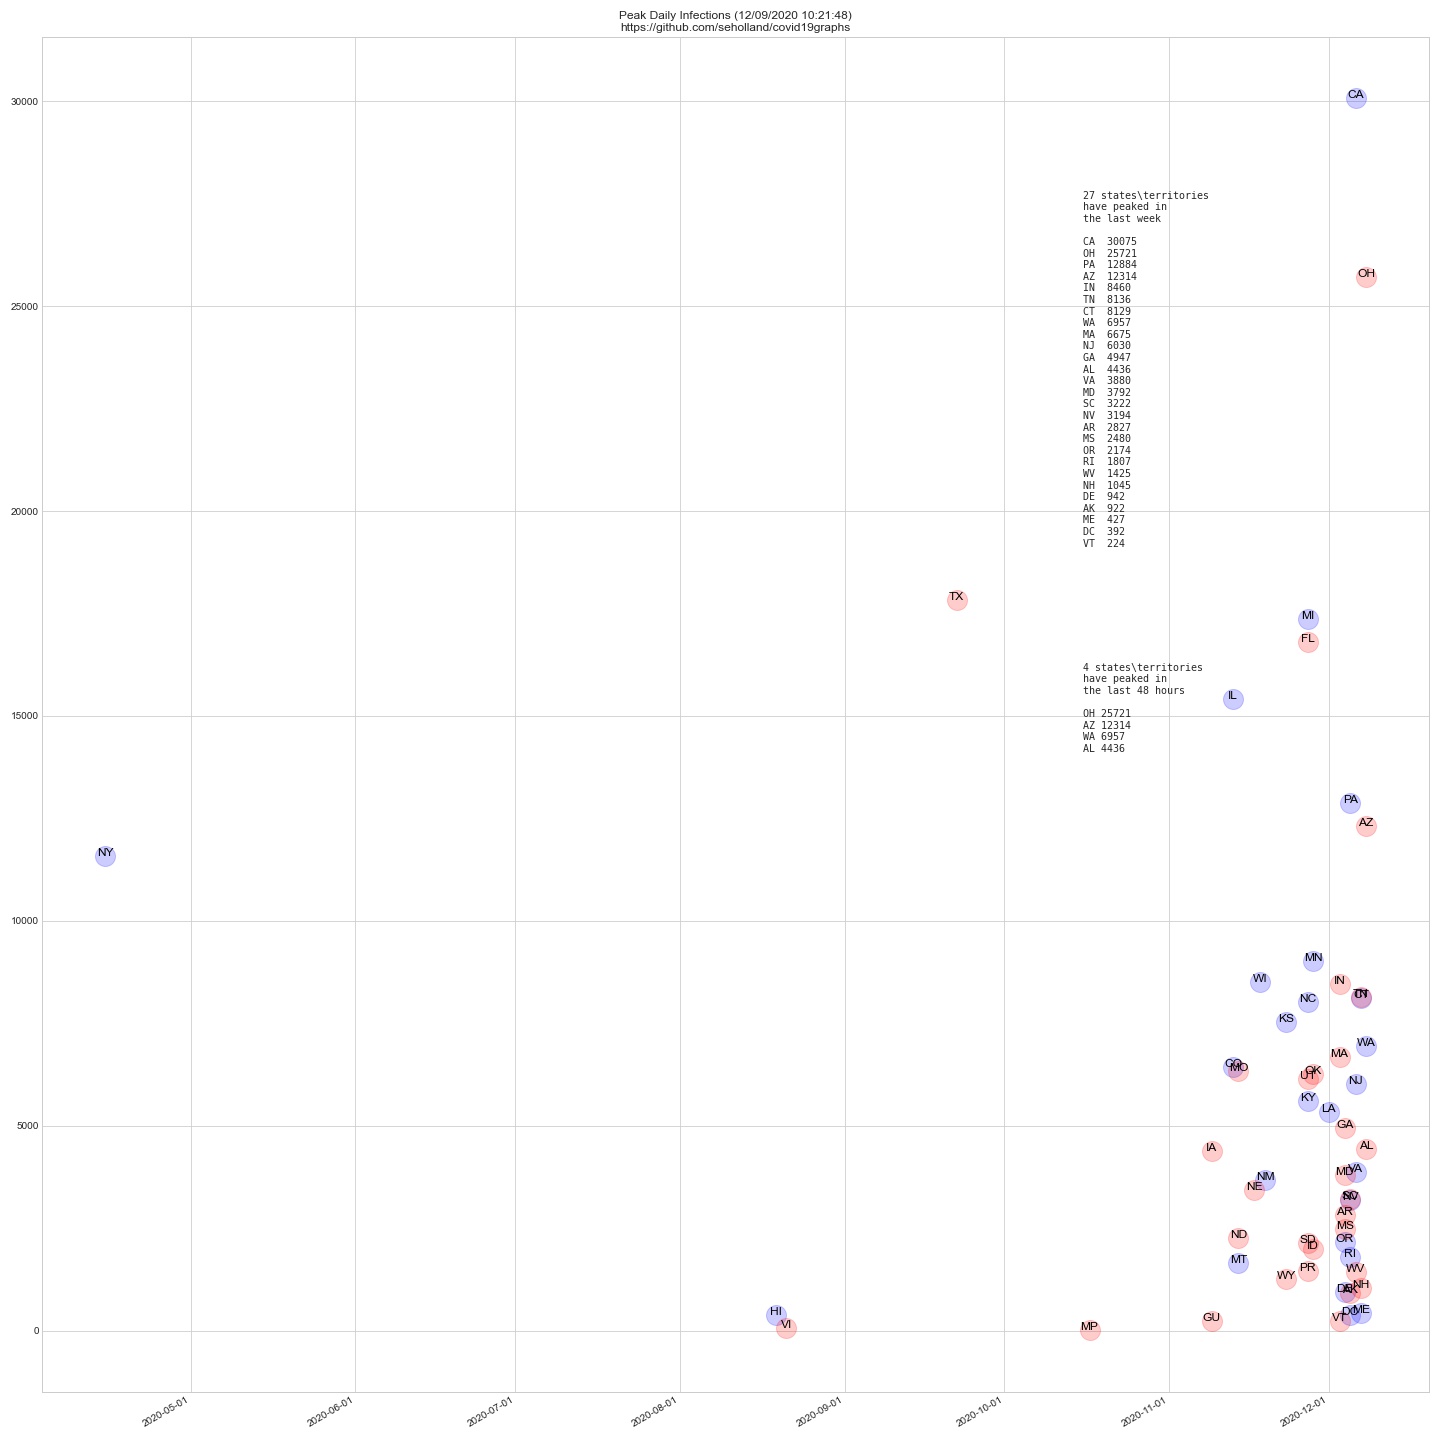 Peak Daily Infections (12/09/2020 10:21:48)
https://github.com/seholland/covid19graphs
30000
25000
20000
15000
10000
5000
0
CA
27 states\territories
have peaked in
the last week
CA 30075
OH 25721
PA 12884
AZ 12314
IN 8460
TN 8136
CT 8129
WA 6957
MA 6675
NJ 6030
GA 4947
AL 4436
VA 3880
MD 3792
SC 3222
NV 3194
AR 2827
MS 2480
OR 2174
RI 1807
WV 1425
NH 1045
DE 942
AK 922
ME 427
DC 392
VT 224
OH
TX
MI
FL
4 states\territories
have peaked in
the last 48 hours
OH 25721
AZ 12314
WA 6957
AL 4436
IL
PA
AZ
NY
MN
WI
IN
TN
CT
NC
KS
WA
MA
CO
MO
OK
UT
NJ
KY
LA
GA
IA
AL
MD
VA
NM
NE
SC
NV
AR
MS
ND
SD
OR
ID
RI
MT
PR
WV
WY
NH
DE
AK
HI
VI
MP
GU
VT
DC
ME
2020-05-01
2020-06-01
2020-07-01
2020-08-01
2020-09-01
2020-10-01
2020-11-01
2020-12-01